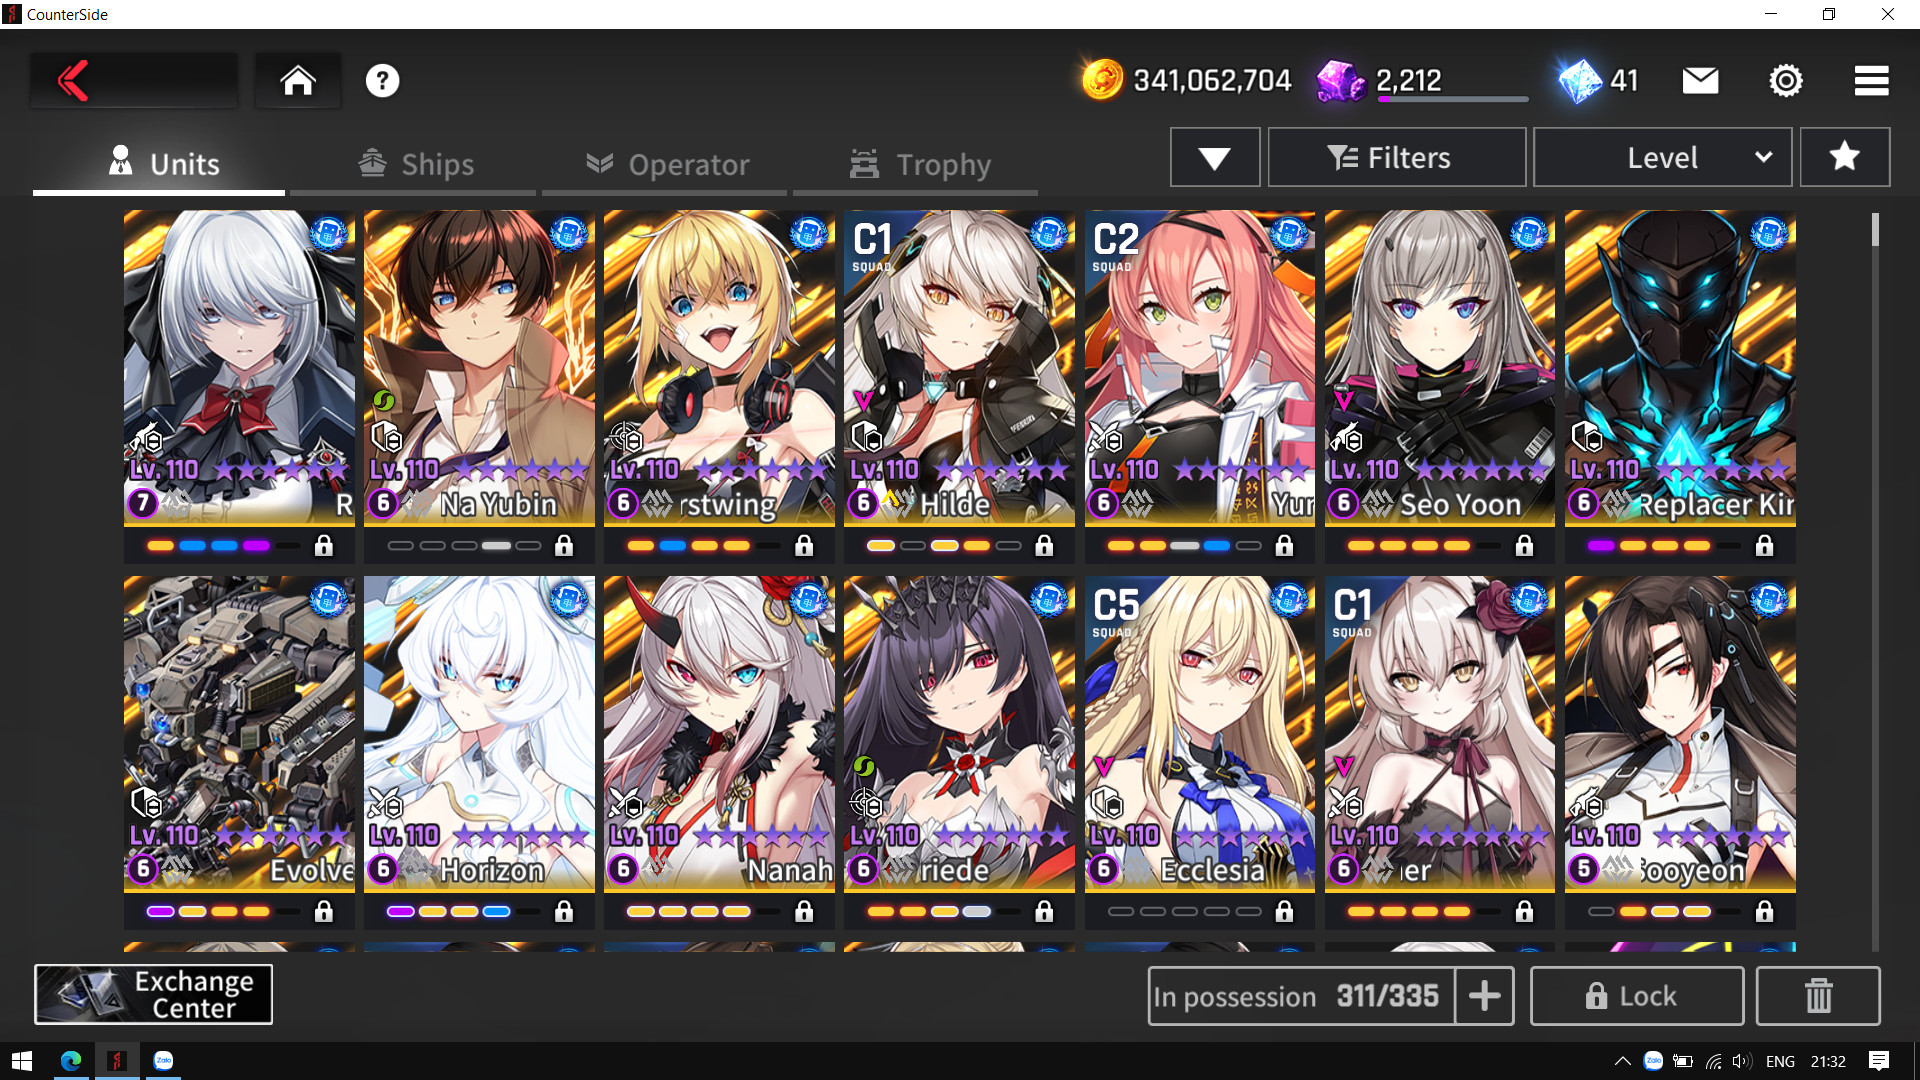 CounterSide
?
341,062,704
2,212
41
Units
Ships
Operator
Trophy
Filters
Level
Lv. 110
7
R
Lv. 110
6
Na Yubin
Lv. 110
6
rstwing
C1
SQUAD
Lv. 110
6
Hilde
C2
SQUAD
Lv. 110
6
Yur
Lv. 110
6
Seo Yoon
Lv. 110
6
Replacer Kin
Lv. 110
6
Evolve
Lv. 110
6
Horizon
Lv. 110
6
Nanah
Lv. 110
6
riede
C5
SQUAD
Lv. 110
6
Ecclesia
C1
SQUAD
Lv. 110
6
er
Lv. 110
5
Sooyeon
Exchange
Center
In possession 311/335
Lock
Zalo
Zalo
ENG
21:32